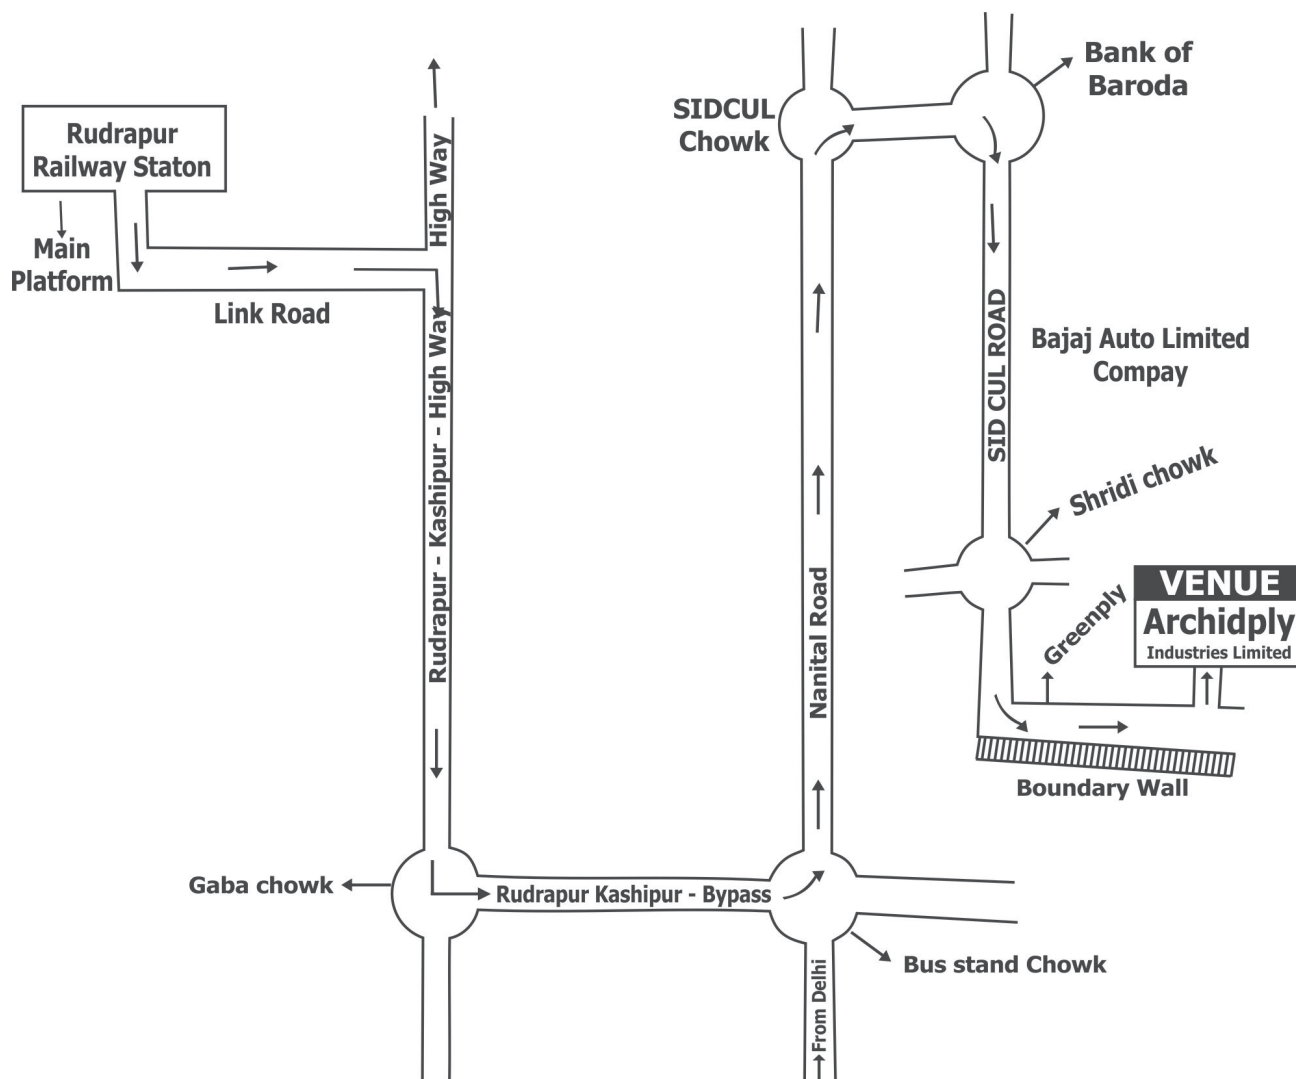 Rudrapur
Railway Staton
Main
Platform
Link Road
High Way
Rudrapur - Kashipur - High Way
Gaba chowk
Rudrapur Kashipur - Bypass
Bus stand Chowk
From Delhi
Nanital Road
SIDCUL
Chowk
Bank of
Baroda
SID CUL ROAD
Bajaj Auto Limited
Compay
Shridi chowk
Greenply
VENUE
Archidply
Industries Limited
Boundary Wall